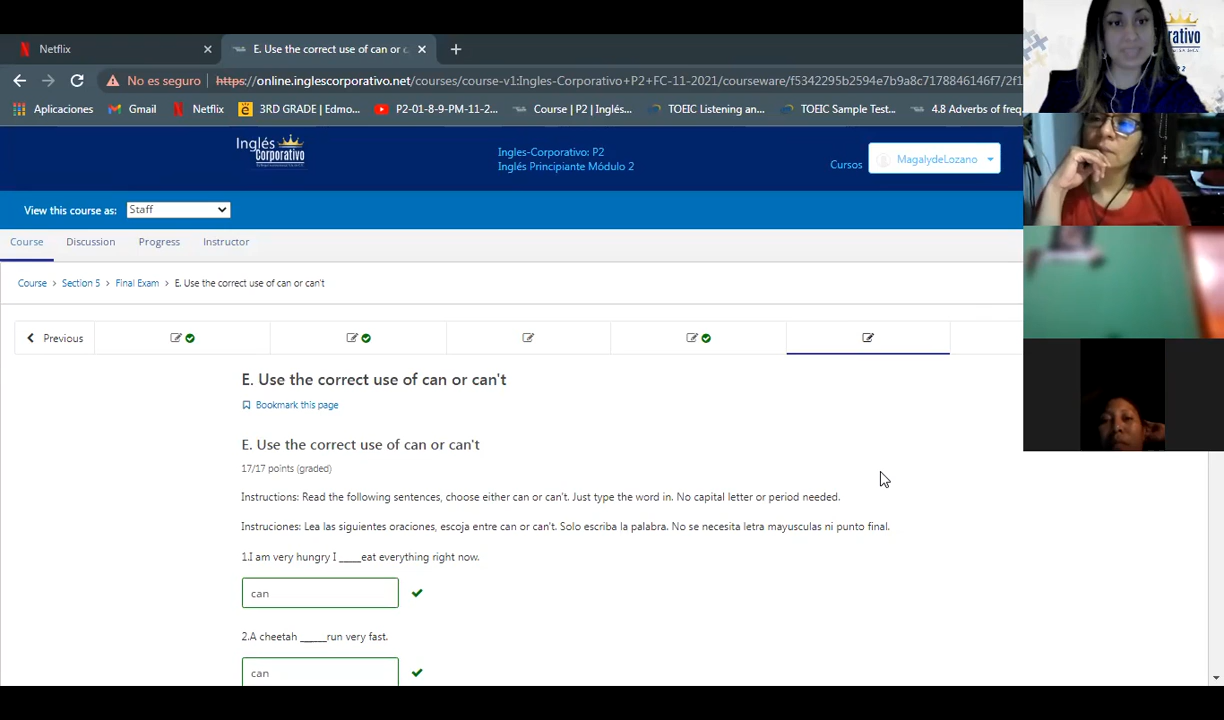 Netflix
E. Use the correct use of can or c
No es seguro
https://online.inglescorporativo.net/courses/course-v1:Ingles-Corporativo+P2+FC-11-2021/courseware/f5342295b2594e7b9a8c7178846146f7/2f1
Aplicaciones
Gmail
Netflix
3RD GRADE | Edmo...
P2-01-8-9-PM-11-2...
Course | P2 | Inglés...
TOEIC Listening an...
TOEIC Sample Test...
4.8 Adverbs of freq
Inglés
Corporativo
Ingles-Corporativo: P2
Inglés Principiante Módulo 2
Cursos
MagalydeLozano
View this course as:
Staff
Course
Discussion
Progress
Instructor
Course > Section 5 > Final Exam > E. Use the correct use of can or can't
Previous
E. Use the correct use of can or can't
Bookmark this page
E. Use the correct use of can or can't
17/17 points (graded)
Instructions: Read the following sentences, choose either can or can't. Just type the word in. No capital letter or period needed.
Instruciones: Lea las siguientes oraciones, escoja entre can or can't. Solo escriba la palabra. No se necesita letra mayusculas ni punto final.
1.I am very hungry I _____eat everything right now.
can
2.A cheetah ______run very fast.
can